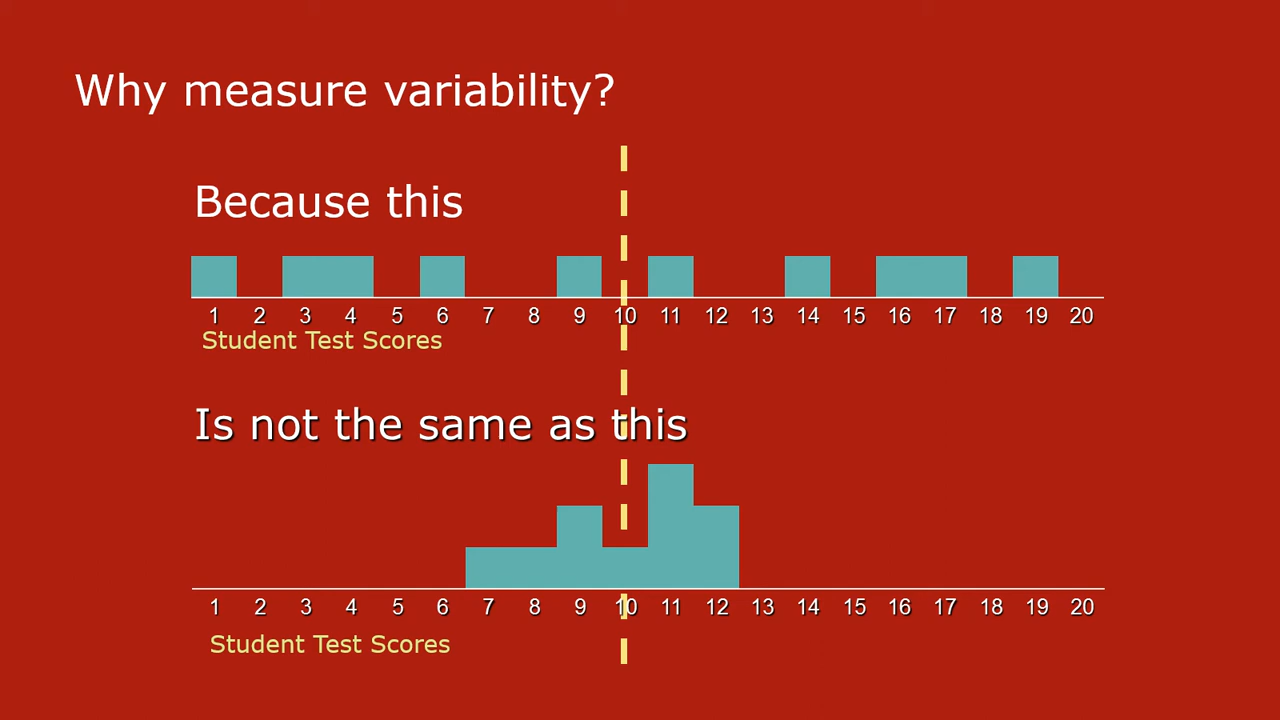 Why measure variability?
Because this
1 2 3 4 5 6 7 8 9 10 11 12 13 14 15 16 17 18 19 20
Student Test Scores
Is not the same as this
1 2 3 4 5 6 7 8 9 10 11 12 13 14 15 16 17 18 19 20
Student Test Scores